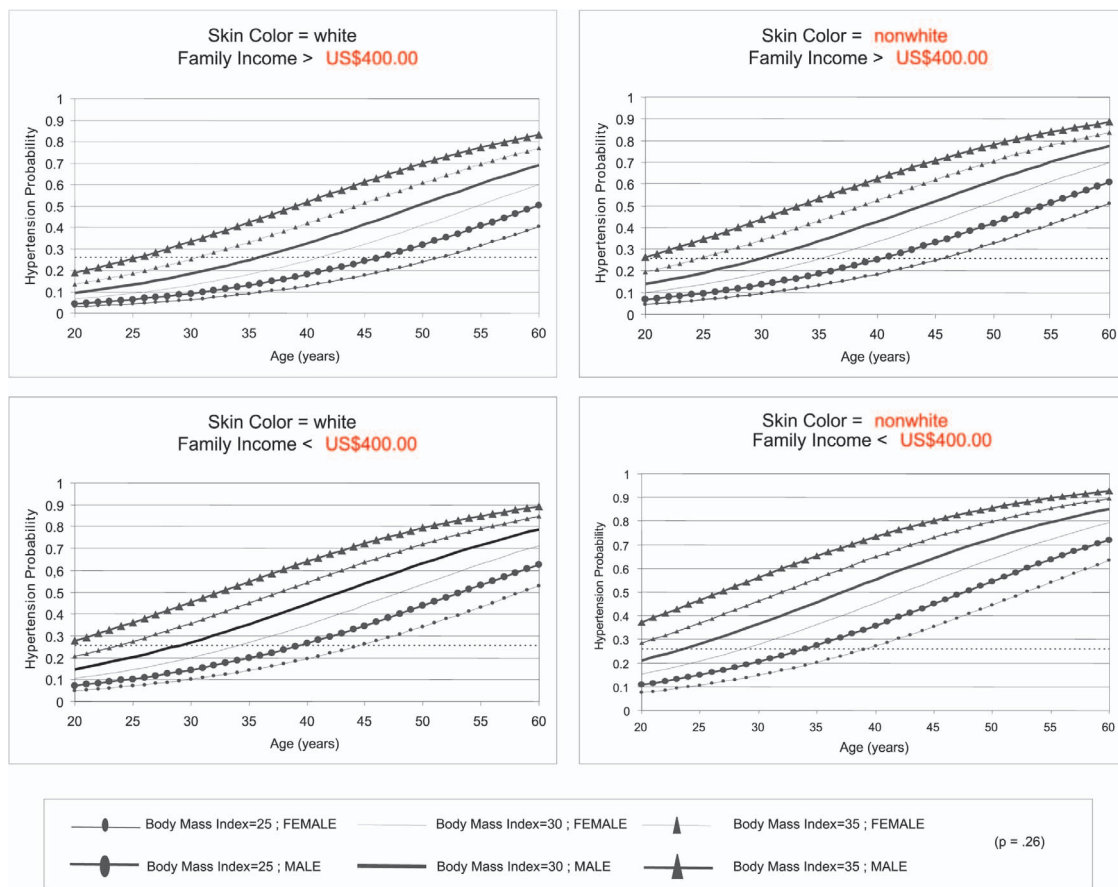 Skin Color = white
Family Income > US$400.00
Hypertension Probability
1
0.9
0.8
0.7
0.6
0.5
0.4
0.3
0.2
0.1
0
20 25 30 35 40 45 50 55 60
Age (years)
Skin Color = nonwhite
Family Income > US$400.00
Hypertension Probability
1
0.9
0.8
0.7
0.6
0.5
0.4
0.3
0.2
0.1
0
20 25 30 35 40 45 50 55 60
Age (years)
Skin Color = white
Family Income < US$400.00
Hypertension Probability
1
0.9
0.8
0.7
0.6
0.5
0.4
0.3
0.2
0.1
0
20 25 30 35 40 45 50 55 60
Age (years)
Skin Color = nonwhite
Family Income < US$400.00
Hypertension Probability
1
0.9
0.8
0.7
0.6
0.5
0.4
0.3
0.2
0.1
0
20 25 30 35 40 45 50 55 60
Age (years)
Body Mass Index=25 ; FEMALE Body Mass Index=30 ; FEMALE Body Mass Index=35 ; FEMALE
(p = .26)
Body Mass Index=25 ; MALE Body Mass Index=30 ; MALE Body Mass Index=35 ; MALE